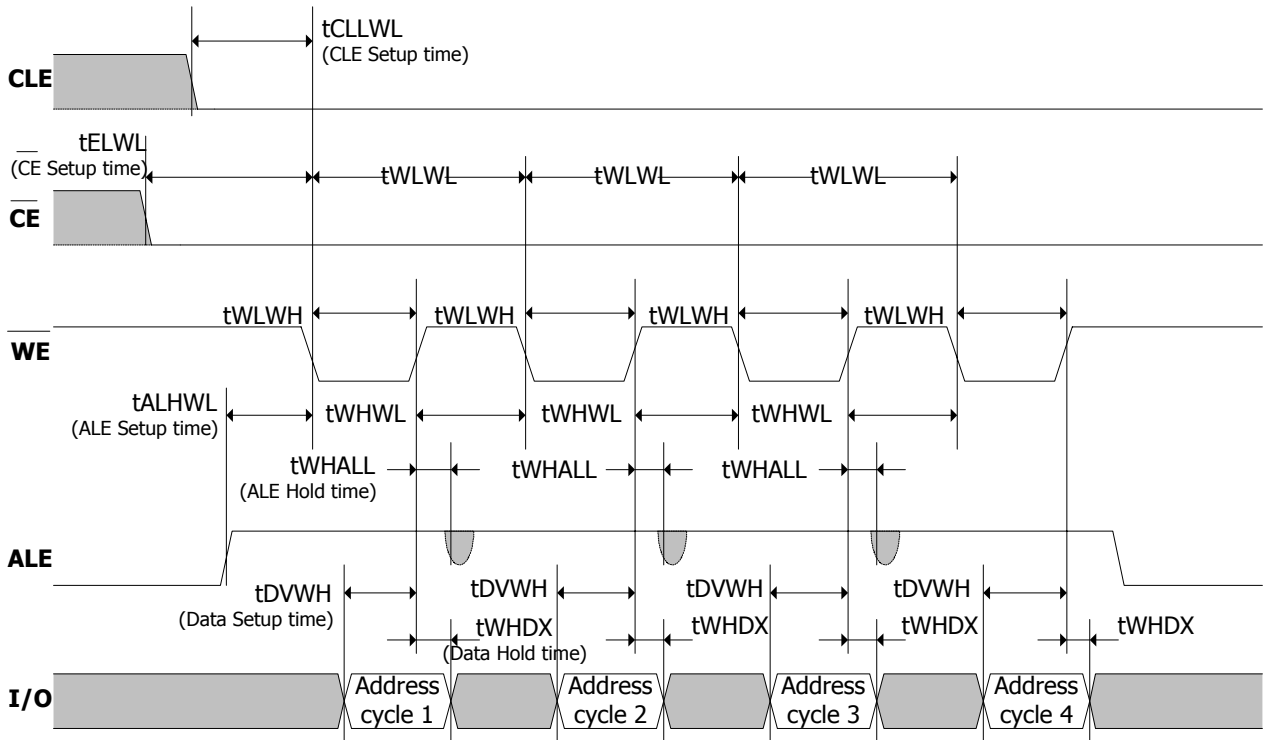 tCLLWL
(CLE Setup time)
CLE
tELWL
(CE Setup time)
tWLWL tWLWL tWLWL
CE
tWLWH tWLWH tWLWH tWLWH
WE
tALHWL
(ALE Setup time)
tWHWL tWHWL tWHWL
tWHALL tWHALL tWHALL
(ALE Hold time)
ALE
tDVWH tDVWH tDVWH tDVWH
(Data Setup time)
tWHDX tWHDX tWHDX tWHDX
(Data Hold time)
I/O
Address Address Address Address
cycle 1 cycle 2 cycle 3 cycle 4